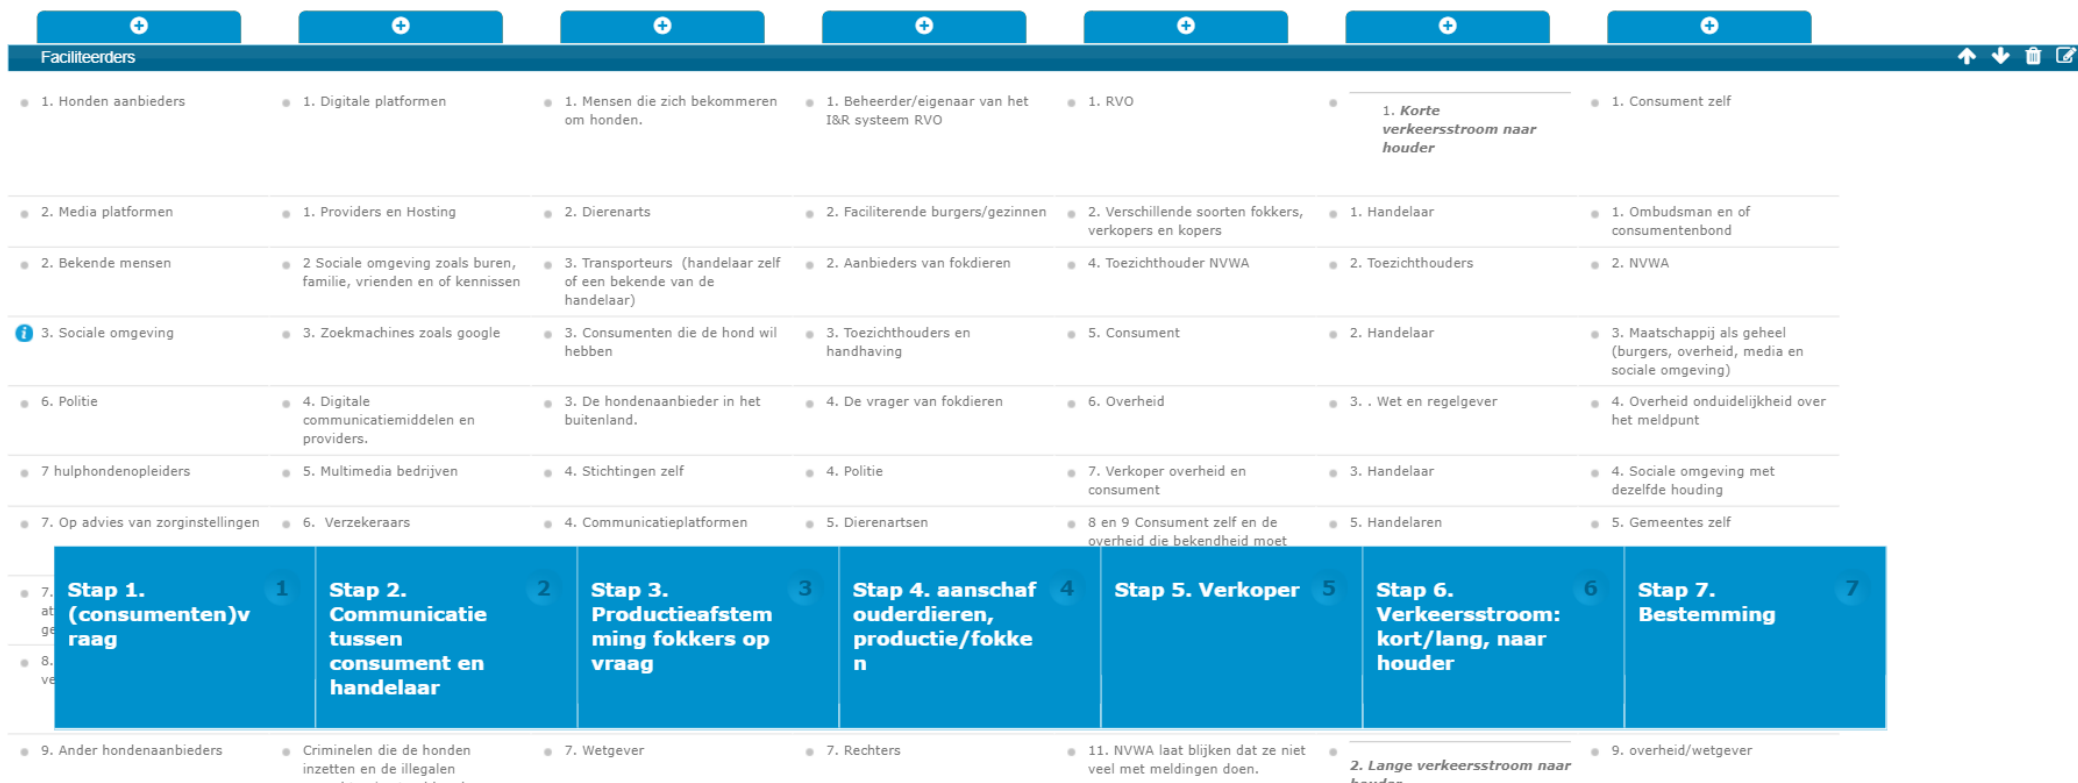 Faciliteerders
1. Honden aanbieders
1. Digitale platformen
1. Mensen die zich bekommeren
om honden.
1. Beheerder/eigenaar van het
I&R systeem RVO
1. RVO
1. Korte
verkeersstroom naar
houder
1. Consument zelf
2. Media platformen
1. Providers en Hosting
2. Dierenarts
2. Faciliterende burgers/gezinnen
2. Verschillende soorten fokkers,
verkopers en kopers
1. Handelaar
1. Ombudsman en of
consumentenbond
2. Bekende mensen
2 Sociale omgeving zoals buren,
familie, vrienden en of kennissen
3. Transporteurs (handelaar zelf
of een bekende van de
handelaar)
2. Aanbieders van fokdieren
4. Toezichthouder NVWA
2. Toezichthouders
2. NVWA
3. Sociale omgeving
3. Zoekmachines zoals google
3. Consumenten die de hond wil
hebben
3. Toezichthouders en
handhaving
5. Consument
2. Handelaar
3. Maatschappij als geheel
(burgers, overheid, media en
sociale omgeving)
6. Politie
4. Digitale
communicatiemiddelen en
providers.
3. De hondenaanbieder in het
buitenland.
4. De vrager van fokdieren
6. Overheid
3. . Wet en regelgever
4. Overheid onduidelijkheid over
het meldpunt
7 hulphondenopleiders
5. Multimedia bedrijven
4. Stichtingen zelf
4. Politie
7. Verkoper overheid en
consument
3. Handelaar
4. Sociale omgeving met
dezelfde houding
7. Op advies van zorginstellingen
6. Verzekeraars
4. Communicatieplatformen
5. Dierenartsen
8 en 9 Consument zelf en de
overheid die bekendheid moet
5. Handelaren
5. Gemeentes zelf
7.
at
ge
8.
ve
Stap 1.
(consumenten)v
raag
1
Stap 2.
Communicatie
tussen
consument en
handelaar
2
Stap 3.
Productieafstem
ming fokkers op
vraag
3
Stap 4. aanschaf
ouderdieren,
productie/fokke
n
4
Stap 5. Verkoper
5
Stap 6.
Verkeersstroom:
kort/lang, naar
houder
6
Stap 7.
Bestemming
7
9. Ander hondenaanbieders
Criminelen die de honden
inzetten en de illegalen
7. Wetgever
7. Rechters
11. NVWA laat blijken dat ze niet
veel met meldingen doen.
2. Lange verkeersstroom naar
9. overheid/wetgever